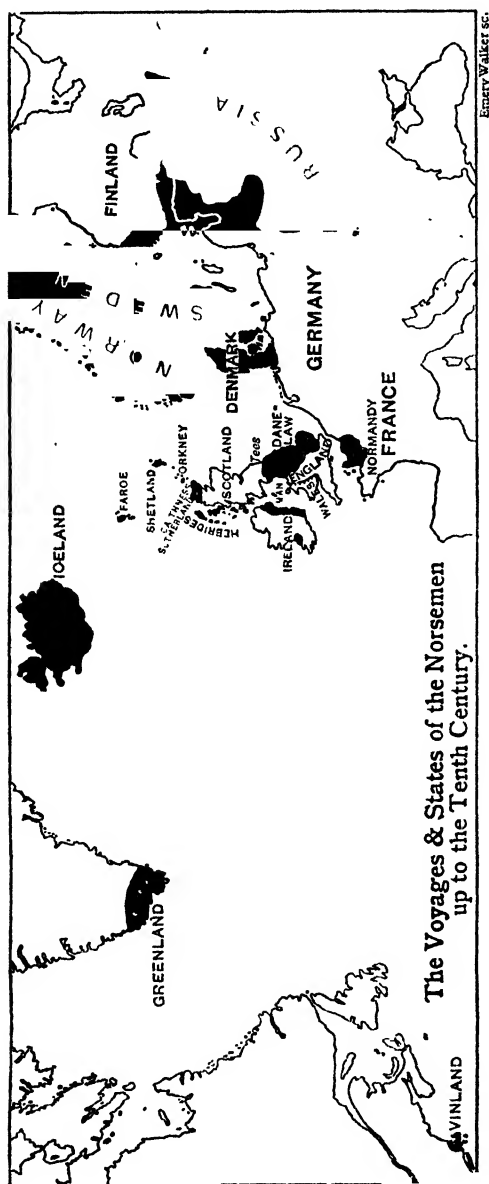 GREENLAND
IOELAND
FAROE
SHETLAND
ORKNEY
CAITHNESS
SUTHERLAND
HEBRIDES
SCOTLAND
Tees
IRELAND
MAN
DANE
LAW
ENGLAND
WALES
NORWAY
SWEDEN
FINLAND
RUSSIA
DENMARK
GERMANY
NORMANDY
FRANCE
VINLAND
The Voyages & States of the Norsemen
up to the Tenth Century.
Emery Walker sc.